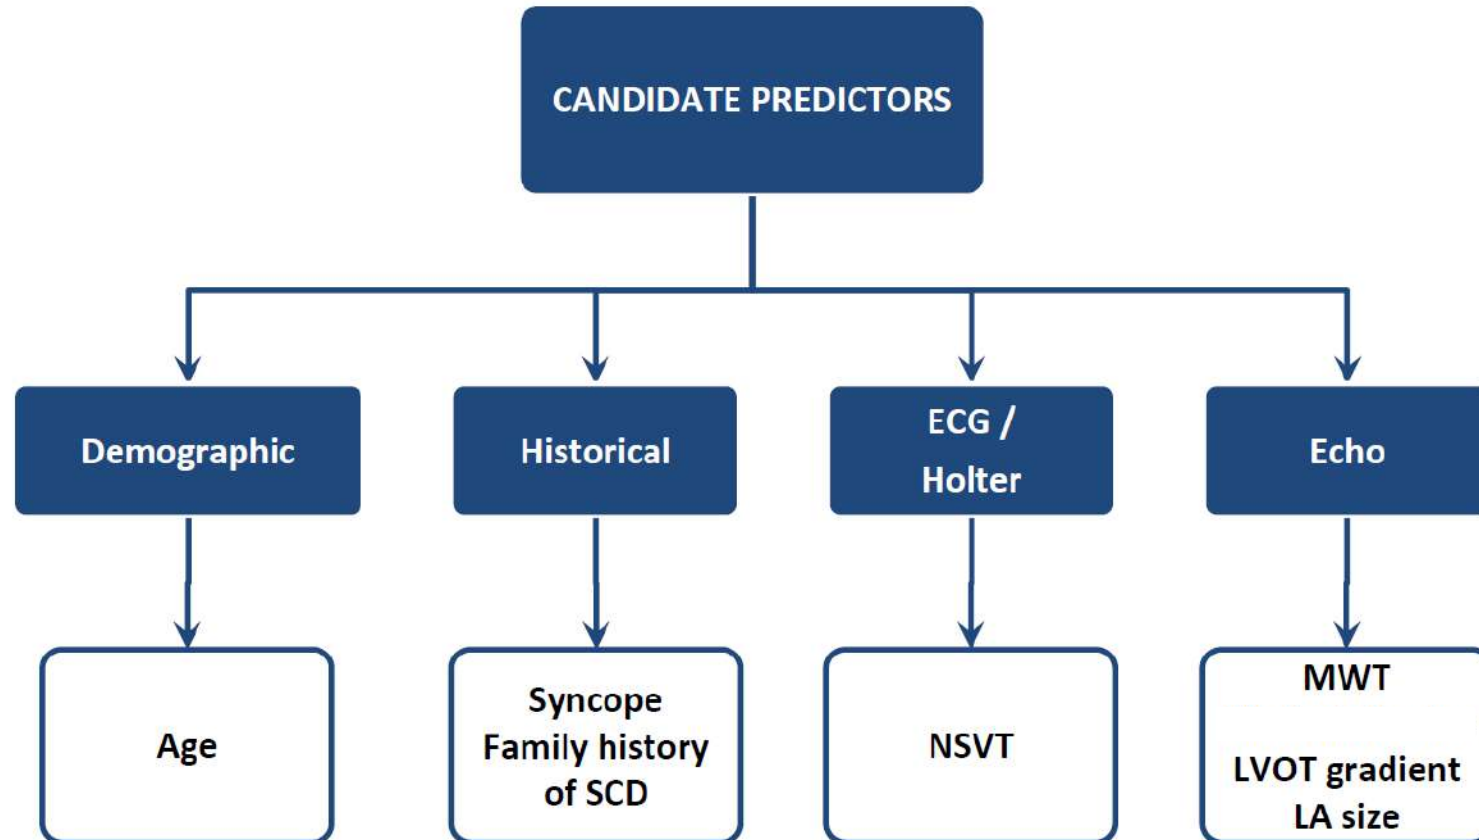 CANDIDATE PREDICTORS
Demographic
Historical
ECG /
Holter
Echo
Age
Syncope
Family history
of SCD
NSVT
MWT
LVOT gradient
LA size